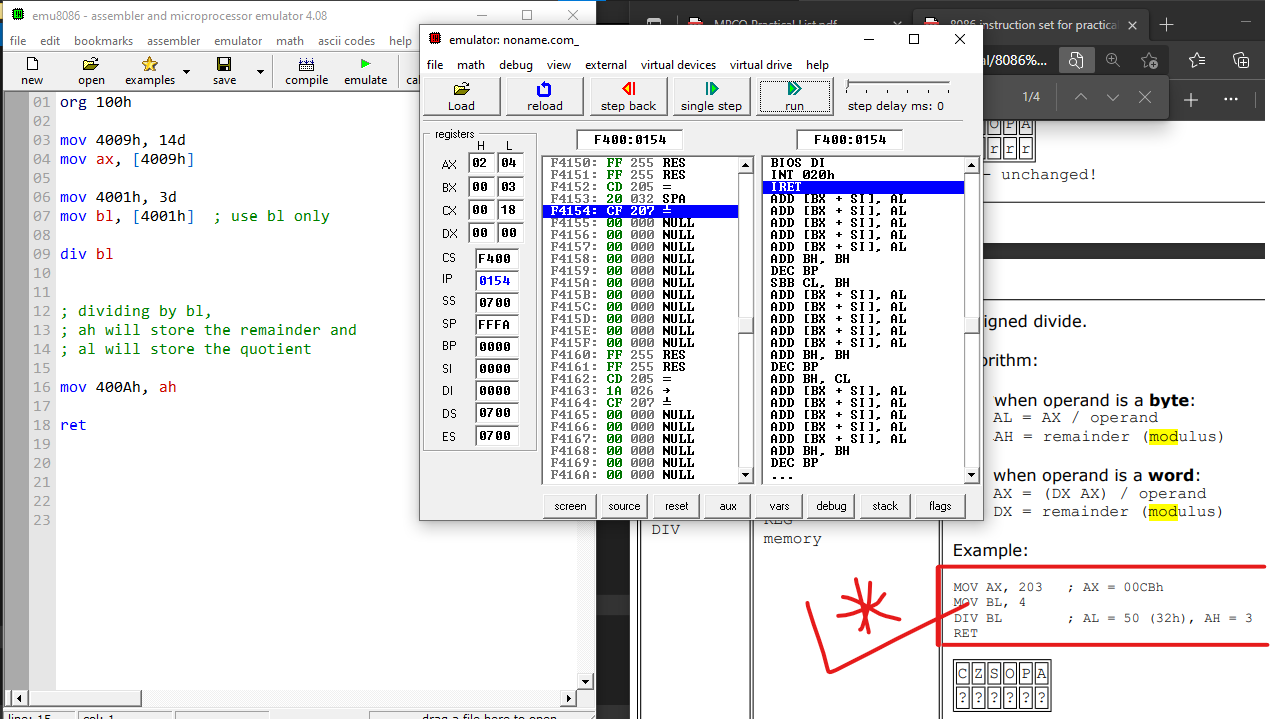 emu8086 - assembler and microprocessor emulator 4.08
file edit bookmarks assembler emulator math ascii codes help
new open examples save compile emulate
01 org 100h
02
03 mov 4009h, 14d
04 mov ax, [4009h]
05
06 mov 4001h, 3d
07 mov bl, [4001h] ; use bl only
08
09 div bl
10
11
12 ; dividing by bl,
13 ; ah will store the remainder and
14 ; al will store the quotient
15
16 mov 400Ah, ah
17
18 ret
19
20
21
22
23
line: 15 col: 1 drag a file here to open
emulator: noname.com_
file math debug view external virtual devices virtual drive help
Load reload step back single step run step delay ms: 0
registers F400:0154 F400:0154
H L
AX 02 04
BX 00 03
CX 00 18
DX 00 00
CS F400
IP 0154
SS 0700
SP FFFA
BP 0000
SI 0000
DI 0000
DS 0700
ES 0700
F4150: FF 255 RES
F4151: FF 255 RES
F4152: CD 205 =
F4153: 20 032 SPA
F4154: CF 207 ╧
F4155: 00 000 NULL
F4156: 00 000 NULL
F4157: 00 000 NULL
F4158: 00 000 NULL
F4159: 00 000 NULL
F415A: 00 000 NULL
F415B: 00 000 NULL
F415C: 00 000 NULL
F415D: 00 000 NULL
F415E: 00 000 NULL
F415F: 00 000 NULL
F4160: FF 255 RES
F4161: FF 255 RES
F4162: CD 205 =
F4163: 1A 026 →
F4164: CF 207 ╧
F4165: 00 000 NULL
F4166: 00 000 NULL
F4167: 00 000 NULL
F4168: 00 000 NULL
F4169: 00 000 NULL
F416A: 00 000 NULL
BIOS DI
INT 020h
IRET
ADD [BX + SI], AL
ADD [BX + SI], AL
ADD [BX + SI], AL
ADD [BX + SI], AL
ADD [BX + SI], AL
ADD BH, BH
DEC BP
SBB CL, BH
ADD [BX + SI], AL
ADD [BX + SI], AL
ADD [BX + SI], AL
ADD [BX + SI], AL
ADD [BX + SI], AL
ADD BH, BH
DEC BP
ADD BH, CL
ADD [BX + SI], AL
ADD [BX + SI], AL
ADD [BX + SI], AL
ADD [BX + SI], AL
ADD [BX + SI], AL
ADD BH, BH
DEC BP
...
screen source reset aux vars debug stack flags
8086 instruction set for practica
al/8086%...
1/4
O P A
r r r
- unchanged!
igned divide.
orithm:
when operand is a byte:
AL = AX / operand
AH = remainder (modulus)
when operand is a word:
AX = (DX AX) / operand
DX = remainder (modulus)
DIV
REG
memory
Example:
MOV AX, 203 ; AX = 00CBh
MOV BL, 4
DIV BL ; AL = 50 (32h), AH = 3
RET
C Z S O P A
? ? ? ? ? ?